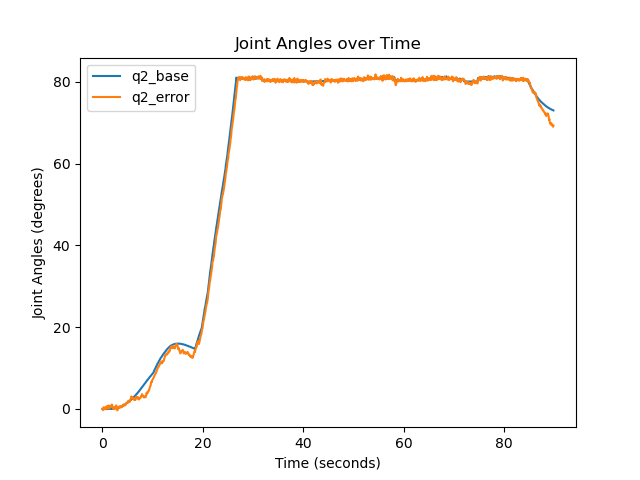 Joint Angles over Time
q2_base
q2_error
Joint Angles (degrees)
80
60
40
20
0
0 20 40 60 80
Time (seconds)